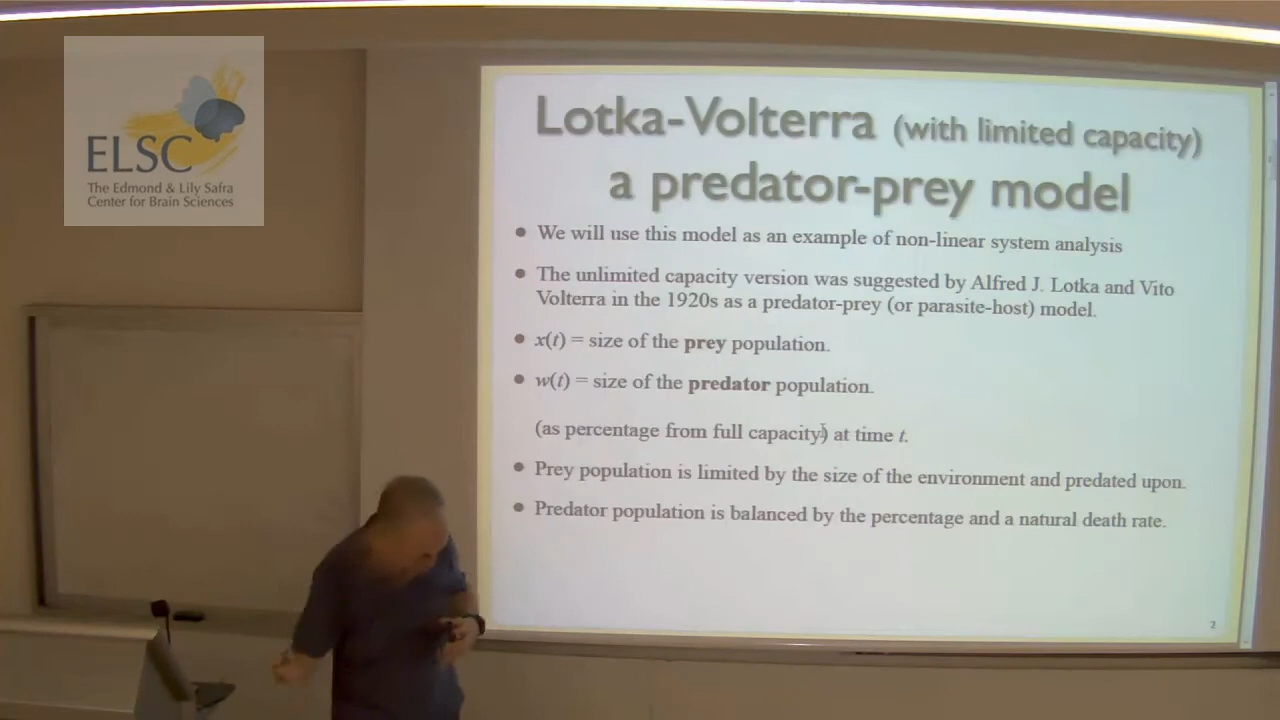 ELSC
The Edmond & Lily Safra
Center for Brain Sciences
Lotka-Volterra (with limited capacity)
a predator-prey model
• We will use this model as an example of non-linear system analysis
• The unlimited capacity version was suggested by Alfred J. Lotka and Vito
Volterra in the 1920s as a predator-prey (or parasite-host) model.
• x(t) = size of the prey population.
• w(t) = size of the predator population.
(as percentage from full capacity) at time t.
• Prey population is limited by the size of the environment and predated upon.
• Predator population is balanced by the percentage and a natural death rate.
2